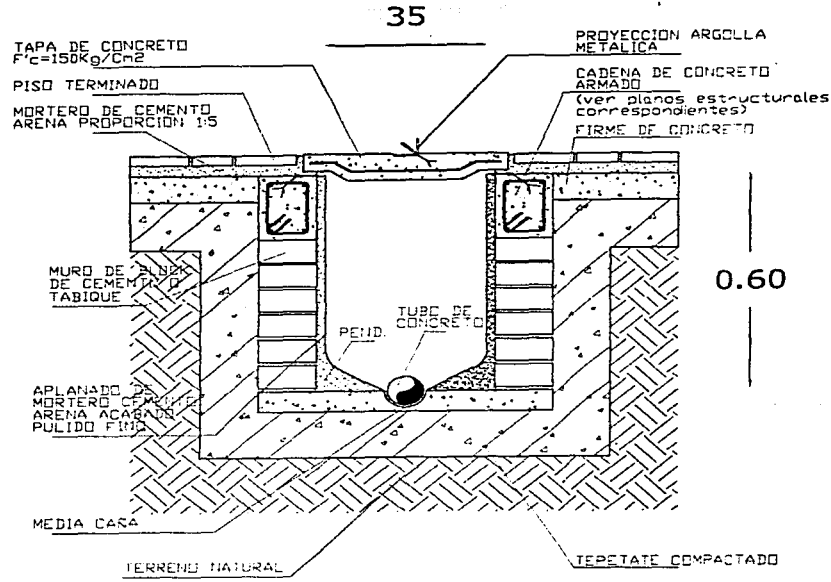 35
TAPA DE CONCRETO
F'c=150Kg/Cm2
PISO TERMINADO
MORTERO DE CEMENTO
ARENA PROPORCION 1:5
PROYECCION ARGOLLA
METALICA
CADENA DE CONCRETO
ARMADO
(ver planos estructurales
correspondientes)
FIRME DE CONCRETO
0.60
MURO DE BLOCK
DE CEMENTO O
TABIQUE
PEND.
TUBO DE
CONCRETO
APLANADO DE
MORTERO CEMENTO
ARENA ACABADO
PULIDO FINO
MEDIA CAÑA
TERRENO NATURAL
TEPETATE COMPACTADO